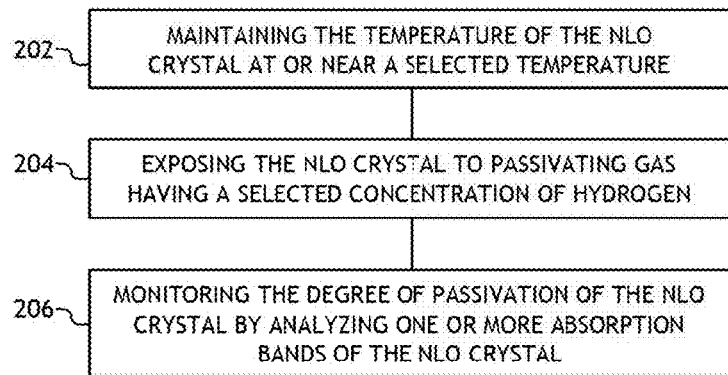 202
MAINTAINING THE TEMPERATURE OF THE NLO
CRYSTAL AT OR NEAR A SELECTED TEMPERATURE
204
EXPOSING THE NLO CRYSTAL TO PASSIVATING GAS
HAVING A SELECTED CONCENTRATION OF HYDROGEN
206
MONITORING THE DEGREE OF PASSIVATION OF THE NLO
CRYSTAL BY ANALYZING ONE OR MORE ABSORPTION
BANDS OF THE NLO CRYSTAL